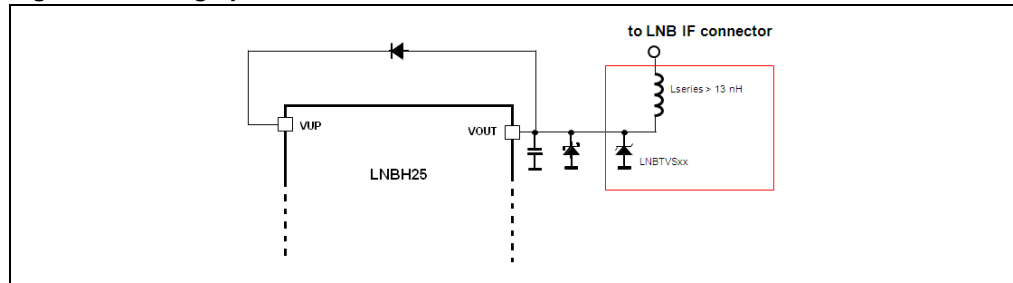 to LNB IF connector
Lseries > 13 nH
VUP
VOUT
LNBTVSxx
LNBH25